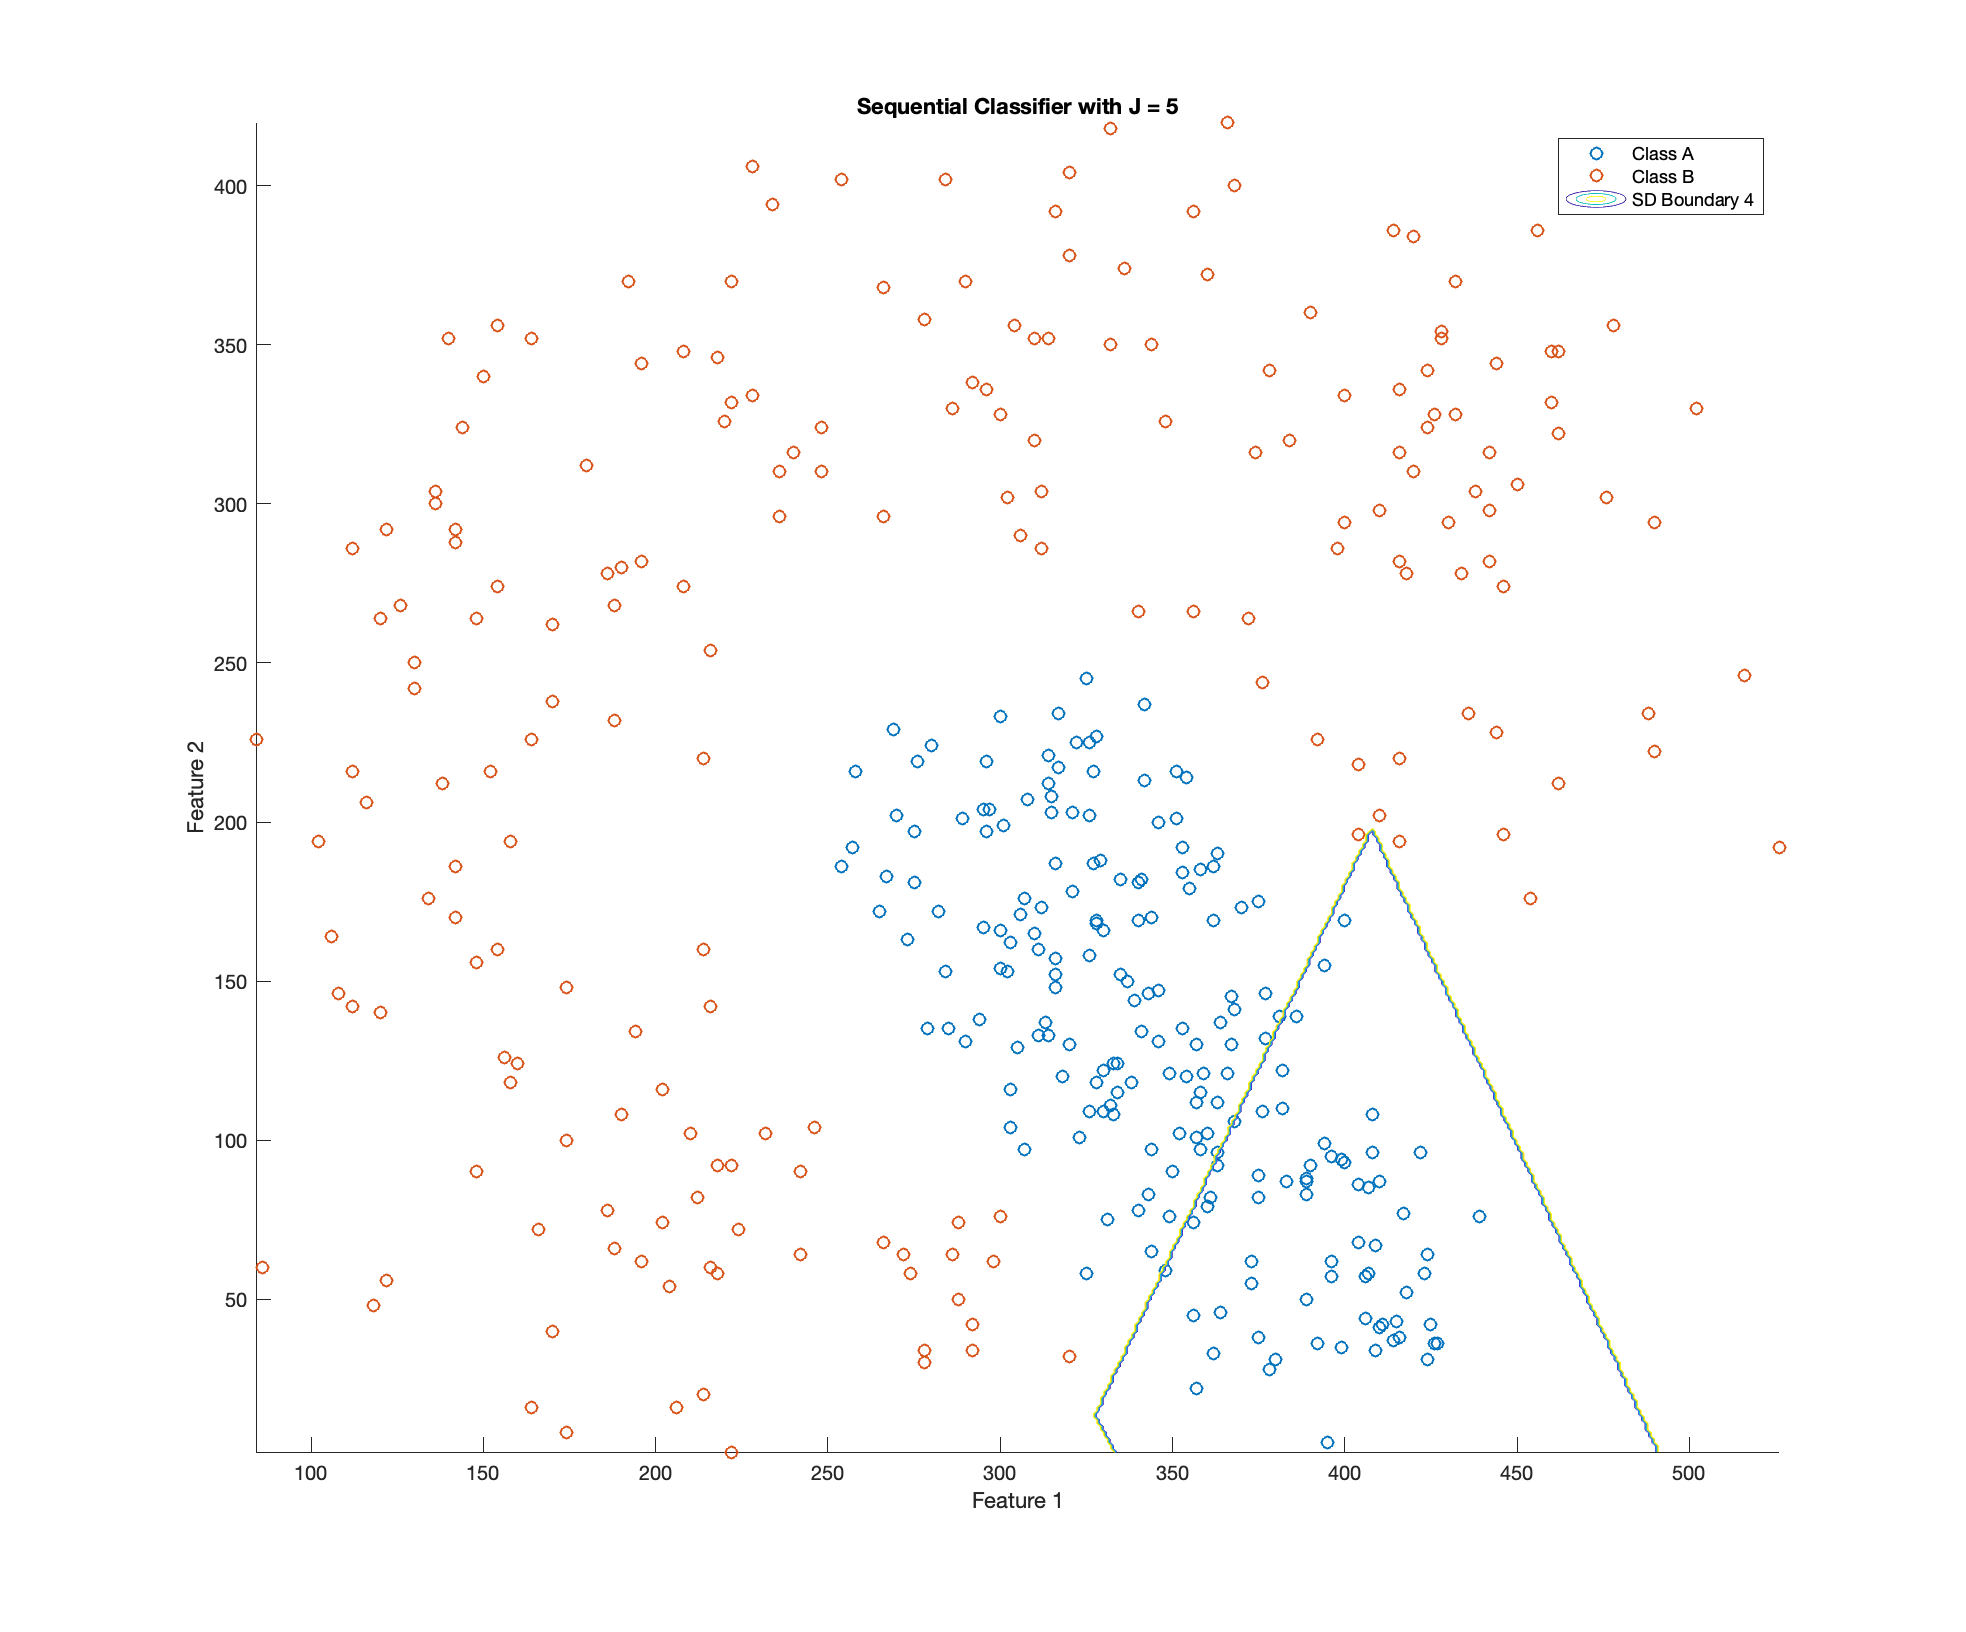 Sequential Classifier with J = 5
Class A
Class B
SD Boundary 4
400
350
300
250
200
150
100
50
Feature 2
100 150 200 250 300 350 400 450 500
Feature 1